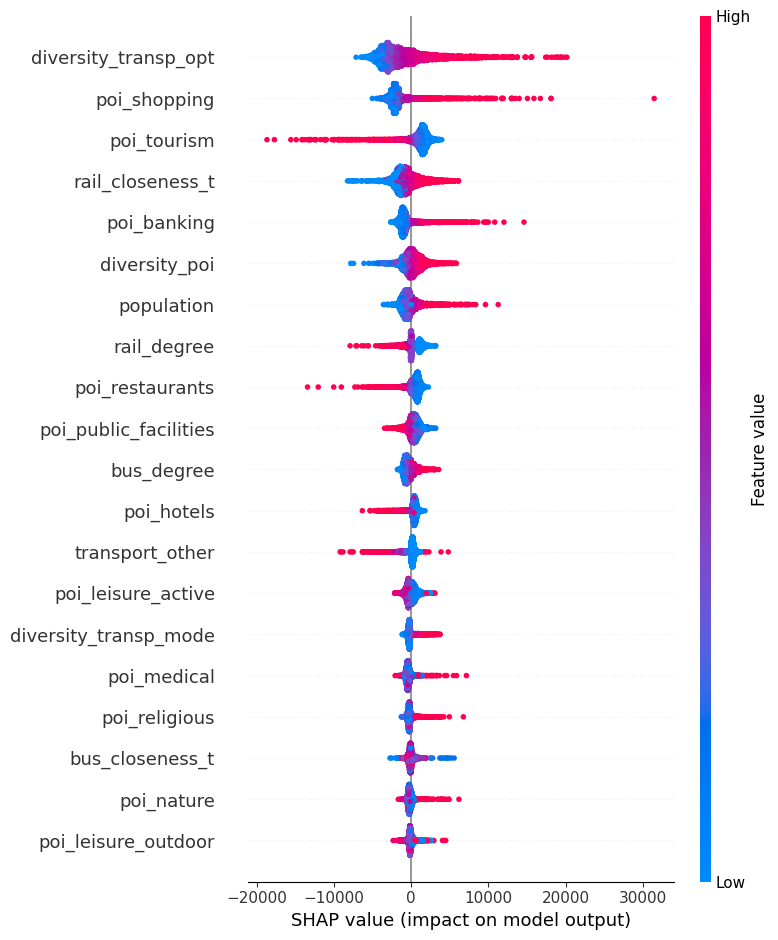 High
diversity_transp_opt
poi_shopping
poi_tourism
rail_closeness_t
poi_banking
diversity_poi
population
rail_degree
poi_restaurants
poi_public_facilities
bus_degree
poi_hotels
transport_other
poi_leisure_active
diversity_transp_mode
poi_medical
poi_religious
bus_closeness_t
poi_nature
poi_leisure_outdoor
Feature value
Low
−20000 −10000 0 10000 20000 30000
SHAP value (impact on model output)